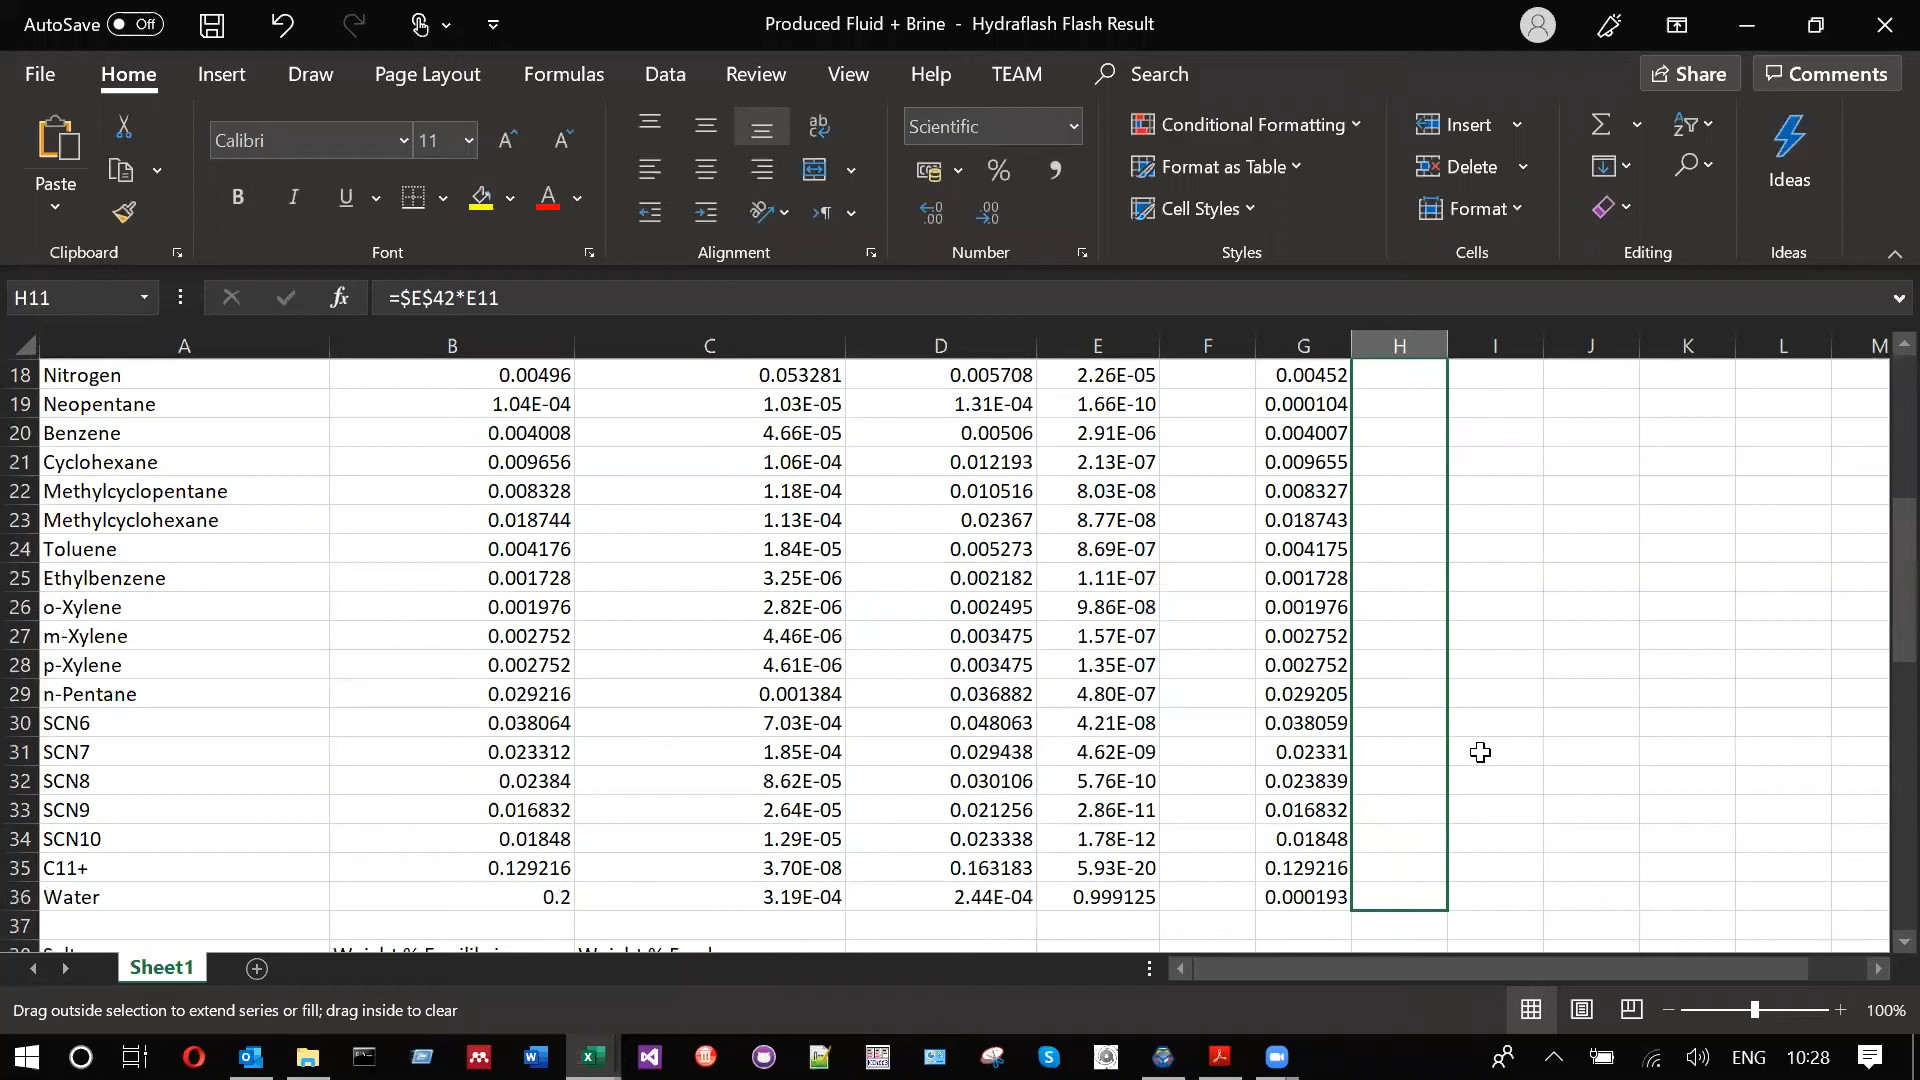 AutoSave Off
Produced Fluid + Brine - Hydraflash Flash Result
File Home Insert Draw Page Layout Formulas Data Review View Help TEAM Search Share Comments
Paste
Calibri 11
Scientific
Conditional Formatting
Format as Table
Cell Styles
Insert
Delete
Format
Ideas
Clipboard Font Alignment Number Styles Cells Editing Ideas
H11 fx =$E$42*E11
A B C D E F G H I J K L M
18 Nitrogen 0.00496 0.053281 0.005708 2.26E-05 0.00452
19 Neopentane 1.04E-04 1.03E-05 1.31E-04 1.66E-10 0.000104
20 Benzene 0.004008 4.66E-05 0.00506 2.91E-06 0.004007
21 Cyclohexane 0.009656 1.06E-04 0.012193 2.13E-07 0.009655
22 Methylcyclopentane 0.008328 1.18E-04 0.010516 8.03E-08 0.008327
23 Methylcyclohexane 0.018744 1.13E-04 0.02367 8.77E-08 0.018743
24 Toluene 0.004176 1.84E-05 0.005273 8.69E-07 0.004175
25 Ethylbenzene 0.001728 3.25E-06 0.002182 1.11E-07 0.001728
26 o-Xylene 0.001976 2.82E-06 0.002495 9.86E-08 0.001976
27 m-Xylene 0.002752 4.46E-06 0.003475 1.57E-07 0.002752
28 p-Xylene 0.002752 4.61E-06 0.003475 1.35E-07 0.002752
29 n-Pentane 0.029216 0.001384 0.036882 4.80E-07 0.029205
30 SCN6 0.038064 7.03E-04 0.048063 4.21E-08 0.038059
31 SCN7 0.023312 1.85E-04 0.029438 4.62E-09 0.02331
32 SCN8 0.02384 8.62E-05 0.030106 5.76E-10 0.023839
33 SCN9 0.016832 2.64E-05 0.021256 2.86E-11 0.016832
34 SCN10 0.01848 1.29E-05 0.023338 1.78E-12 0.01848
35 C11+ 0.129216 3.70E-08 0.163183 5.93E-20 0.129216
36 Water 0.2 3.19E-04 2.44E-04 0.999125 0.000193
37
Sheet1
Drag outside selection to extend series or fill; drag inside to clear
100%
ENG 10:28